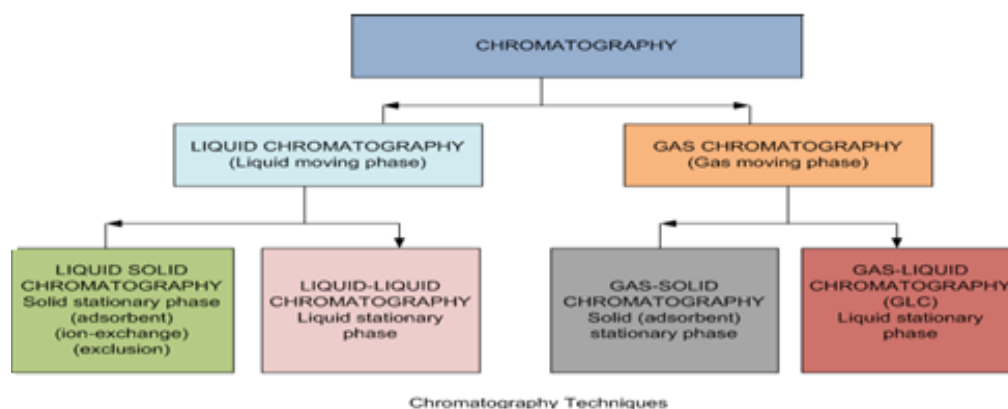 CHROMATOGRAPHY
LIQUID CHROMATOGRAPHY
(Liquid moving phase)
GAS CHROMATOGRAPHY
(Gas moving phase)
LIQUID SOLID
CHROMATOGRAPHY
Solid stationary phase
(adsorbent)
(ion-exchange)
(exclusion)
LIQUID-LIQUID
CHROMATOGRAPHY
Liquid stationary
phase
GAS-SOLID
CHROMATOGRAPHY
Solid (adsorbent)
stationary phase
GAS-LIQUID
CHROMATOGRAPHY
(GLC)
Liquid stationary
phase
Chromatography Techniques